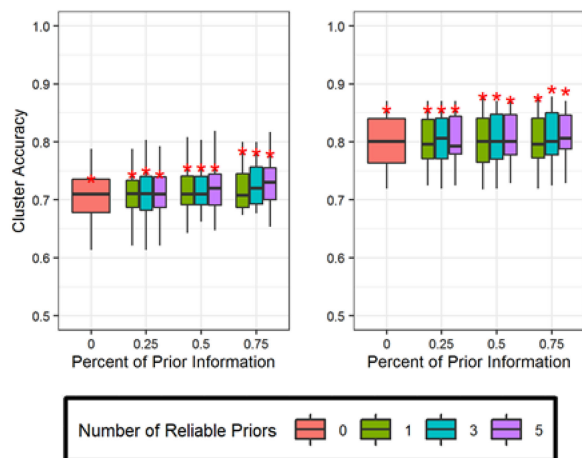 1.0
0.9
0.8
0.7
0.6
0.5
Cluster Accuracy
0 0.25 0.5 0.75
Percent of Prior Information
1.0
0.9
0.8
0.7
0.6
0.5
0 0.25 0.5 0.75
Percent of Prior Information
Number of Reliable Priors 0 1 3 5